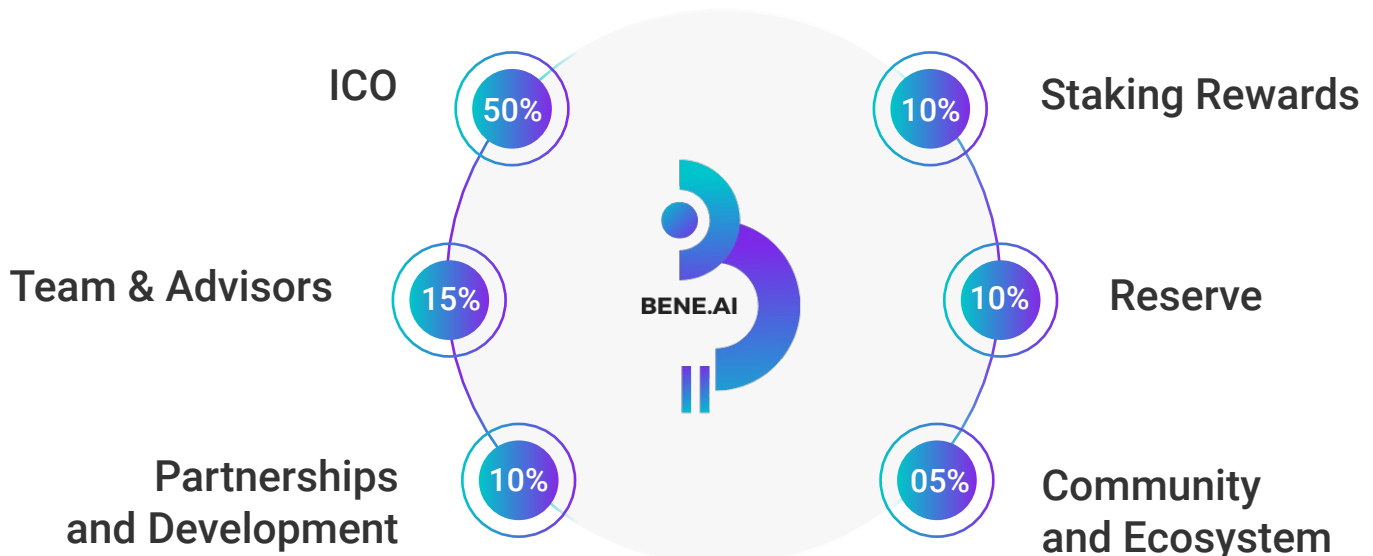 ICO
50%
10%
Staking Rewards
Team & Advisors
15%
BENE.AI
10%
Reserve
Partnerships
and Development
10%
05%
Community
and Ecosystem